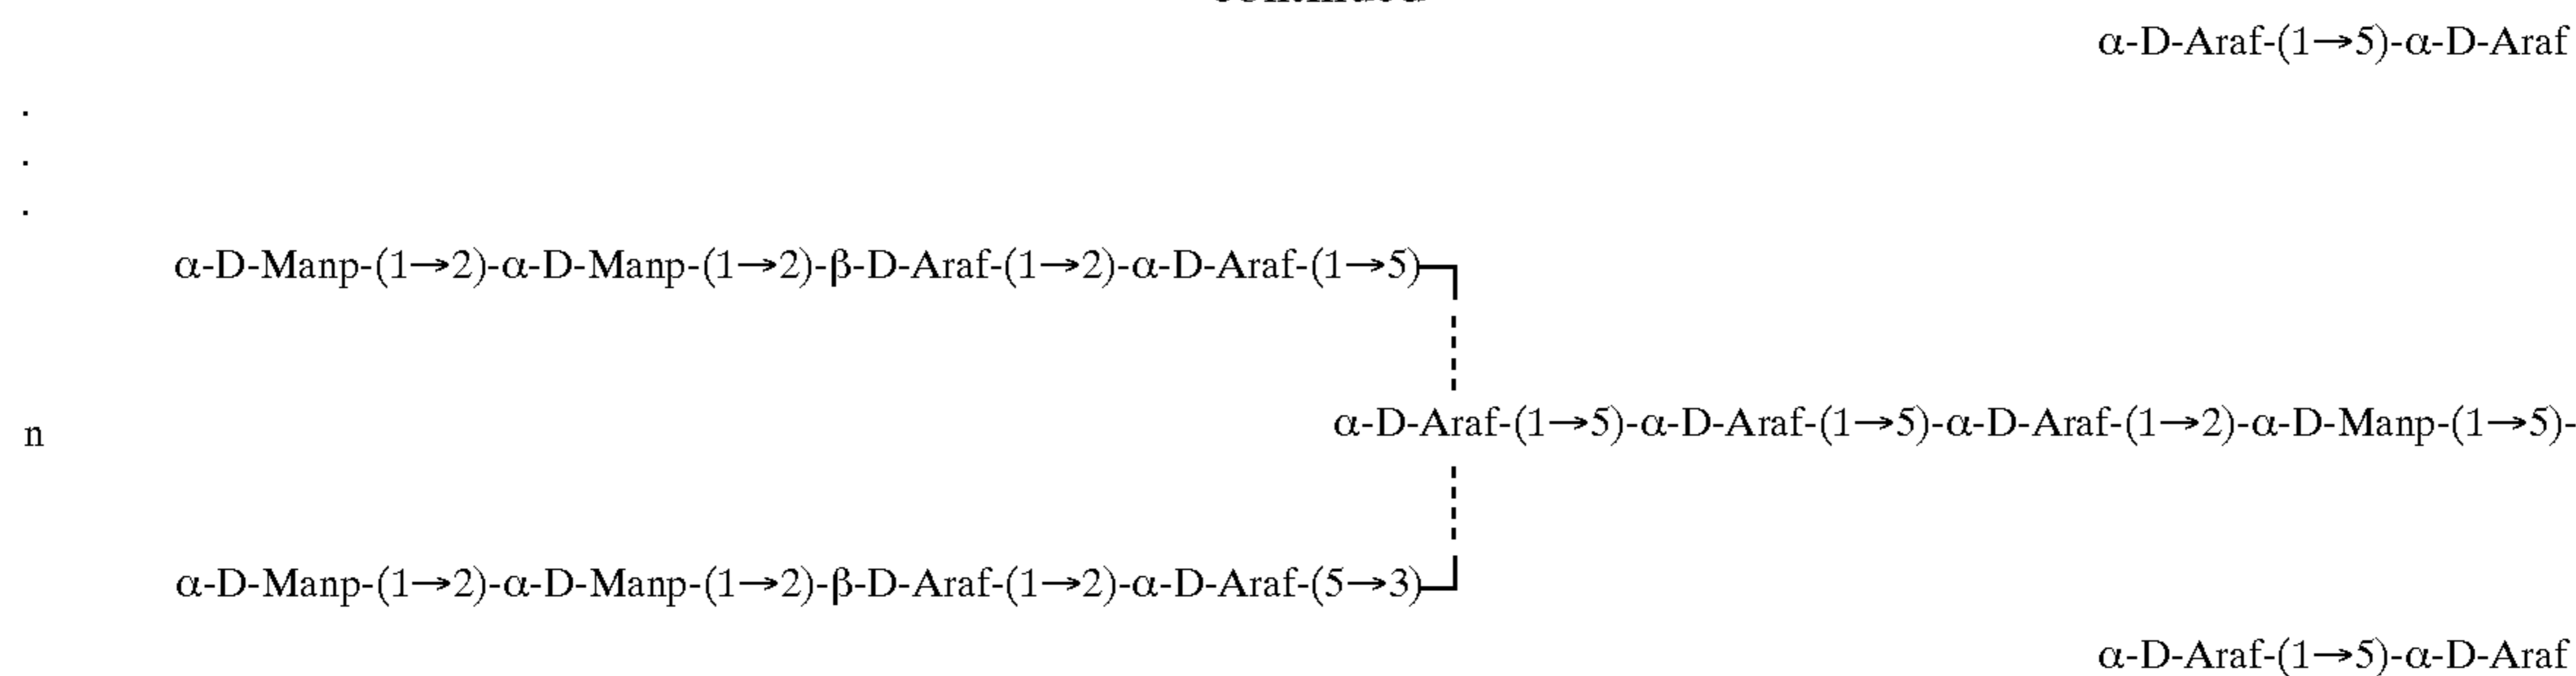 α-D-Araf-(1→5)-α-D-Araf
.
.
.
α-D-Manp-(1→2)-α-D-Manp-(1→2)-β-D-Araf-(1→2)-α-D-Araf-(1→5)
n
α-D-Araf-(1→5)-α-D-Araf-(1→5)-α-D-Araf-(1→2)-α-D-Manp-(1→5)-
α-D-Manp-(1→2)-α-D-Manp-(1→2)-β-D-Araf-(1→2)-α-D-Araf-(5→3)
α-D-Araf-(1→5)-α-D-Araf